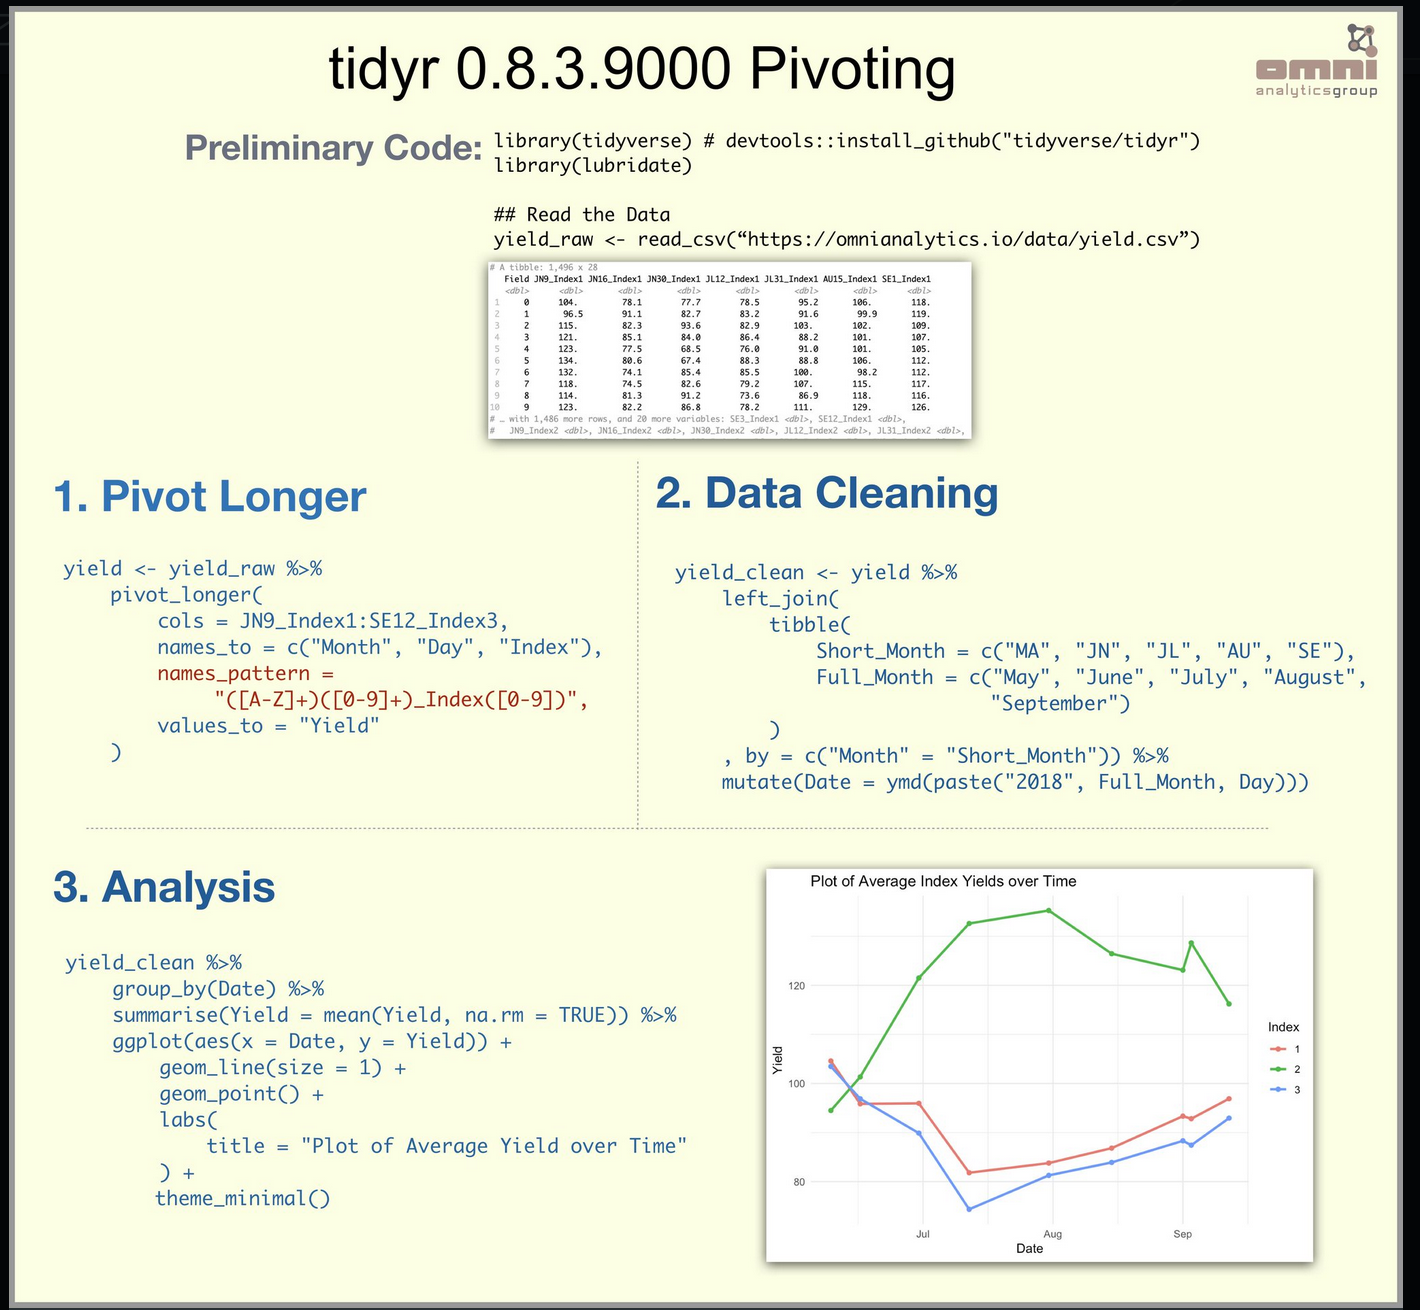 tidyr 0.8.3.9000 Pivoting
omni
analyticsgroup
Preliminary Code:
library(tidyverse) # devtools::install_github("tidyverse/tidyr")
library(lubridate)
## Read the Data
yield_raw <- read_csv(“https://omnianalytics.io/data/yield.csv”)
# A tibble: 1,496 x 28
Field JN9_Index1 JN16_Index1 JN30_Index1 JL12_Index1 JL31_Index1 AU15_Index1 SE1_Index1
<dbl> <dbl> <dbl> <dbl> <dbl> <dbl> <dbl> <dbl>
1 0 104. 78.1 77.7 78.5 95.2 106. 118.
2 1 96.5 91.1 82.7 83.2 91.6 99.9 119.
3 2 115. 82.3 93.6 82.9 103. 102. 109.
4 3 121. 85.1 84.0 86.4 88.2 101. 107.
5 4 123. 77.5 68.5 76.0 91.0 101. 105.
6 5 134. 80.6 67.4 88.3 88.8 106. 112.
7 6 132. 74.1 85.4 85.5 100. 98.2 112.
8 7 118. 74.5 82.6 79.2 107. 115. 117.
9 8 114. 81.3 91.2 73.6 86.9 118. 116.
10 9 123. 82.2 86.8 78.2 111. 129. 126.
# … with 1,486 more rows, and 20 more variables: SE3_Index1 <dbl>, SE12_Index1 <dbl>,
# JN9_Index2 <dbl>, JN16_Index2 <dbl>, JN30_Index2 <dbl>, JL12_Index2 <dbl>, JL31_Index2 <dbl>,
1. Pivot Longer
yield <- yield_raw %>%
pivot_longer(
cols = JN9_Index1:SE12_Index3,
names_to = c("Month", "Day", "Index"),
names_pattern =
"([A-Z]+)([0-9]+)_Index([0-9])",
values_to = "Yield"
)
2. Data Cleaning
yield_clean <- yield %>%
left_join(
tibble(
Short_Month = c("MA", "JN", "JL", "AU", "SE"),
Full_Month = c("May", "June", "July", "August",
"September")
)
, by = c("Month" = "Short_Month")) %>%
mutate(Date = ymd(paste("2018", Full_Month, Day)))
3. Analysis
yield_clean %>%
group_by(Date) %>%
summarise(Yield = mean(Yield, na.rm = TRUE)) %>%
ggplot(aes(x = Date, y = Yield)) +
geom_line(size = 1) +
geom_point() +
labs(
title = "Plot of Average Yield over Time"
) +
theme_minimal()
Plot of Average Index Yields over Time
120
100
80
Yield
Jul Aug Sep
Date
Index
1
2
3